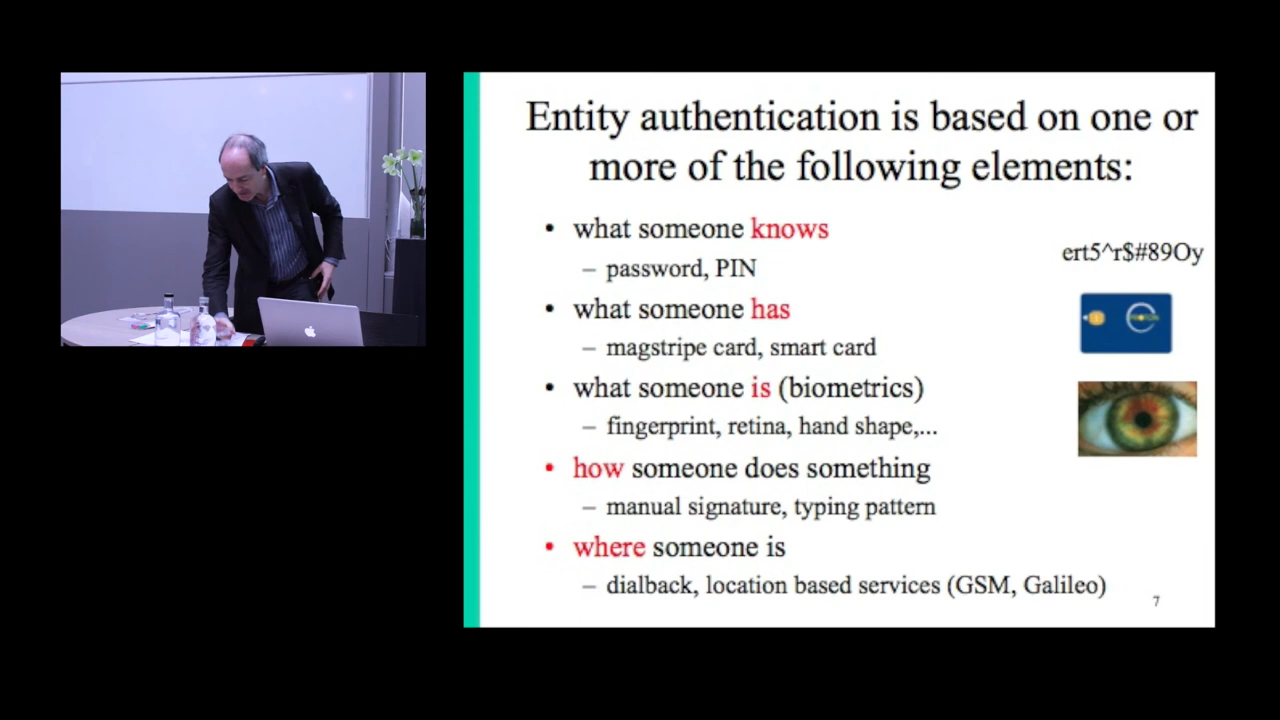 Entity authentication is based on one or
more of the following elements:
• what someone knows
– password, PIN
ert5^r$#89Oy
• what someone has
– magstripe card, smart card
• what someone is (biometrics)
– fingerprint, retina, hand shape,...
• how someone does something
– manual signature, typing pattern
• where someone is
– dialback, location based services (GSM, Galileo)
7